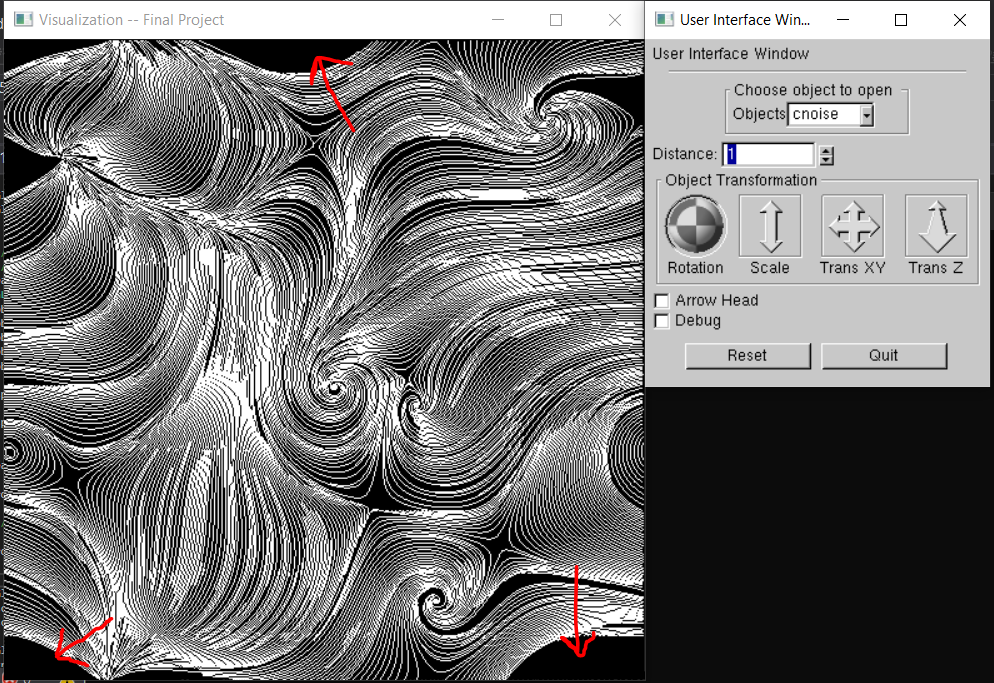 Visualization -- Final Project
User Interface Win...
User Interface Window
Choose object to open
Objects cnoise
Distance: 1
Object Transformation
Rotation Scale Trans XY Trans Z
Arrow Head
Debug
Reset Quit